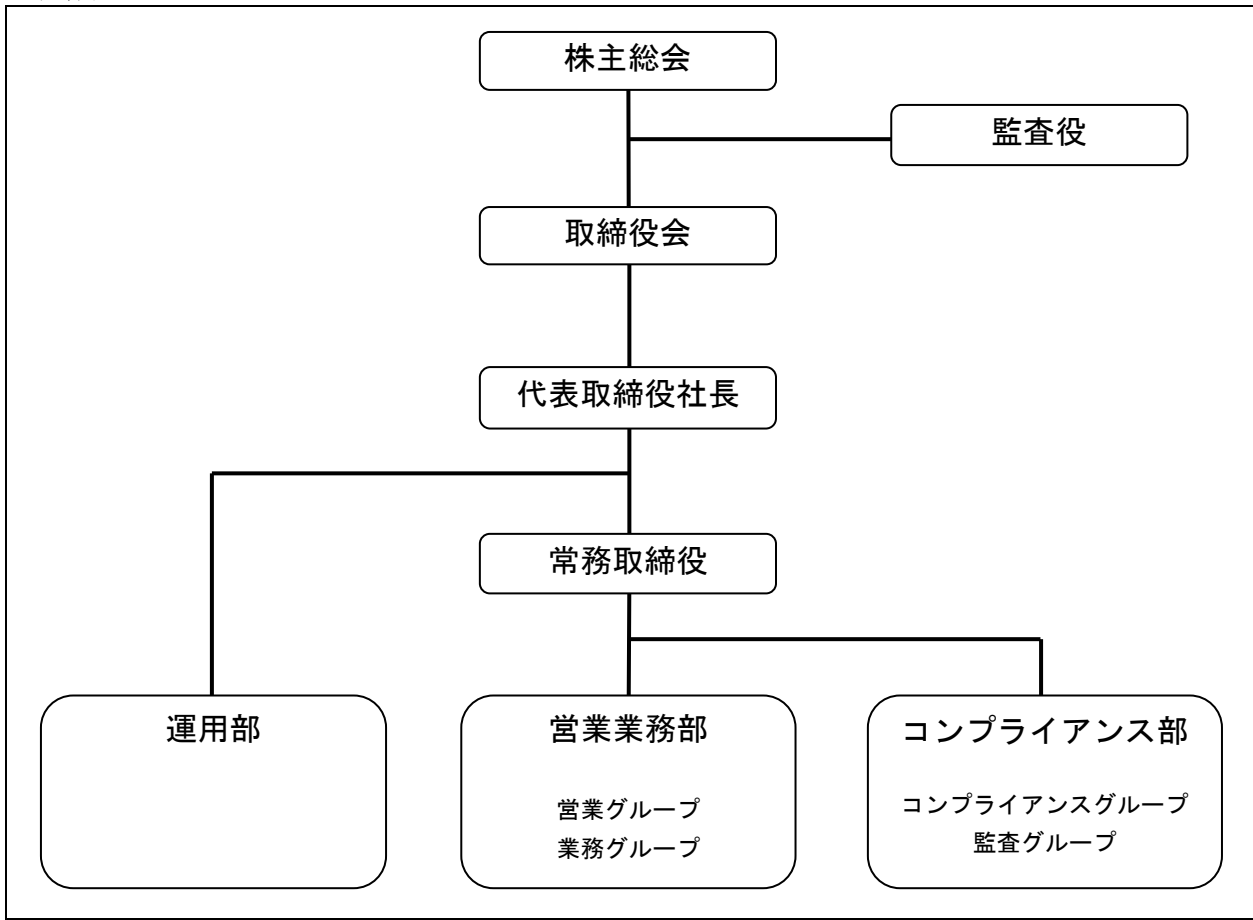 株主総会
監査役
取締役会
代表取締役社長
常務取締役
運用部
営業業務部
営業グループ
業務グループ
コンプライアンス部
コンプライアンスグループ
監査グループ